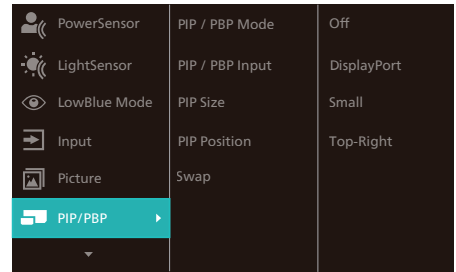 PowerSensor PIP / PBP Mode Off
LightSensor PIP / PBP Input DisplayPort
LowBlue Mode PIP Size Small
Input PIP Position Top-Right
Picture Swap
PIP/PBP